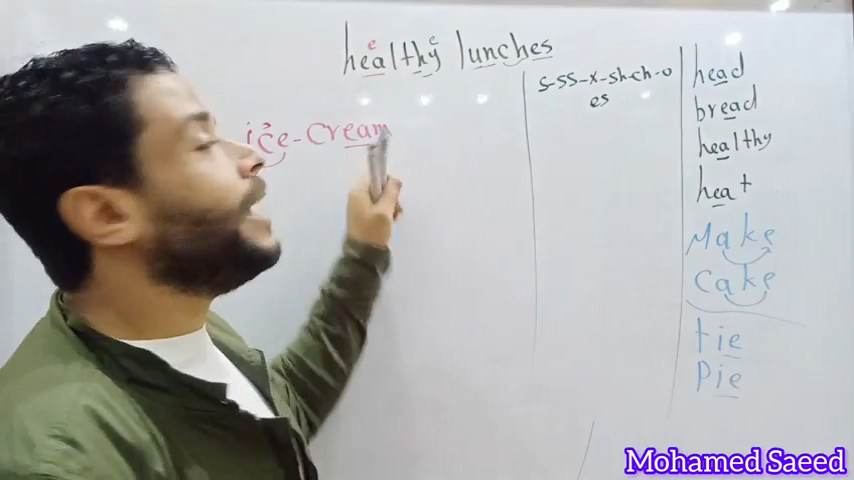 e e
healthy lunches
s-ss-x-sh-ch-o
es
head
bread
healthy
heat
Make
Cake
tie
Pie
ice-cream
Mohamed Saeed